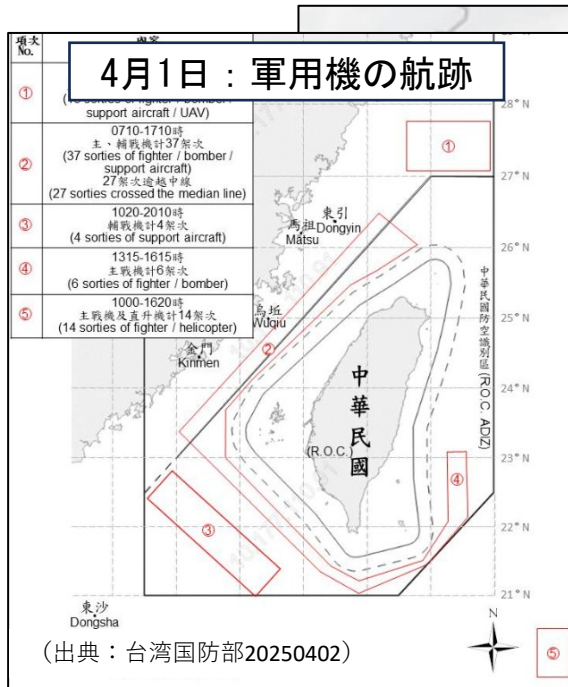 項次
No.
4月1日：軍用機の航跡
①
support aircraft / UAV)
②
0710-1710時
主、輔戰機計37架次
(37 sorties of fighter / bomber /
support aircraft)
27架次逾越中線
(27 sorties crossed the median line)
③
1020-2010時
輔戰機計4架次
(4 sorties of support aircraft)
④
1315-1615時
主戰機計6架次
(6 sorties of fighter / bomber)
⑤
1000-1620時
主戰機及直升機計14架次
(14 sorties of fighter / helicopter)
28° N
①
27° N
東引
Dongyin
馬祖
Matsu
26° N
中華民國防空識別區(R.O.C. ADIZ)
烏坵
Wuqiu
25° N
②
金門
Kinmen
24° N
中華民國
(R.O.C.)
23° N
④
③
22° N
21° N
東沙
Dongsha
N
⑤
（出典：台湾国防部20250402）